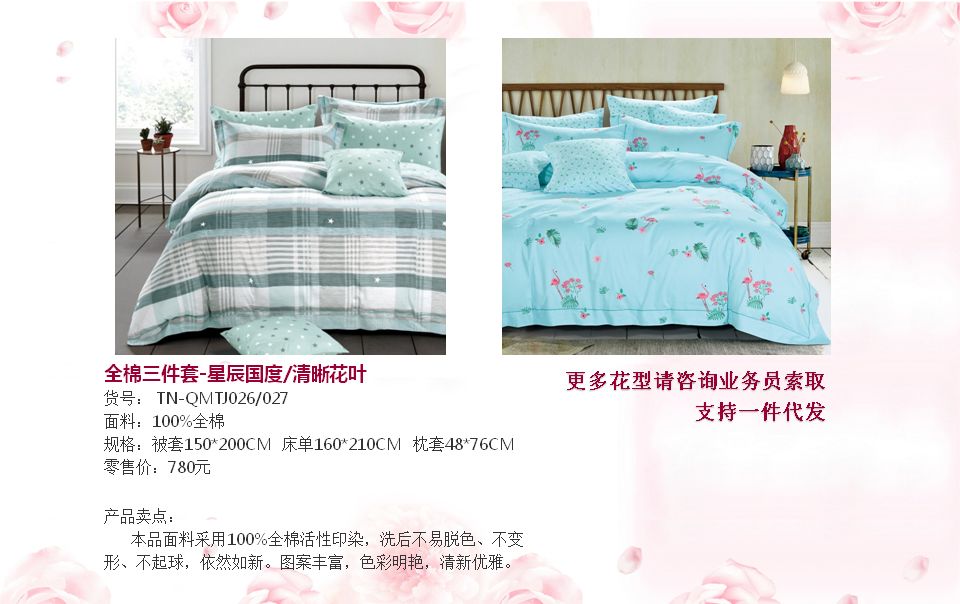 全棉三件套-星辰国度/清晰花叶
货号： TN-QMTJ026/027
面料：100%全棉
规格：被套150*200CM 床单160*210CM 枕套48*76CM
零售价：780元
产品卖点：
本品面料采用100%全棉活性印染，洗后不易脱色、不变
形、不起球，依然如新。图案丰富，色彩明艳，清新优雅。
更多花型请咨询业务员索取
支持一件代发